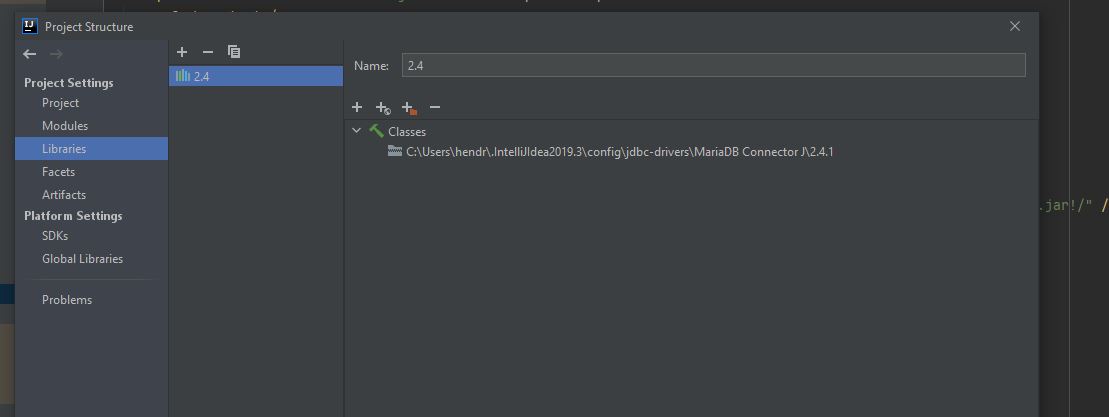 Project Structure
Project Settings
Project
Modules
Libraries
Facets
Artifacts
Platform Settings
SDKs
Global Libraries
Problems
2.4
Name: 2.4
Classes
C:\Users\hendr\.IntelliJIdea2019.3\config\jdbc-drivers\MariaDB Connector J\2.4.1
.jar!/" /